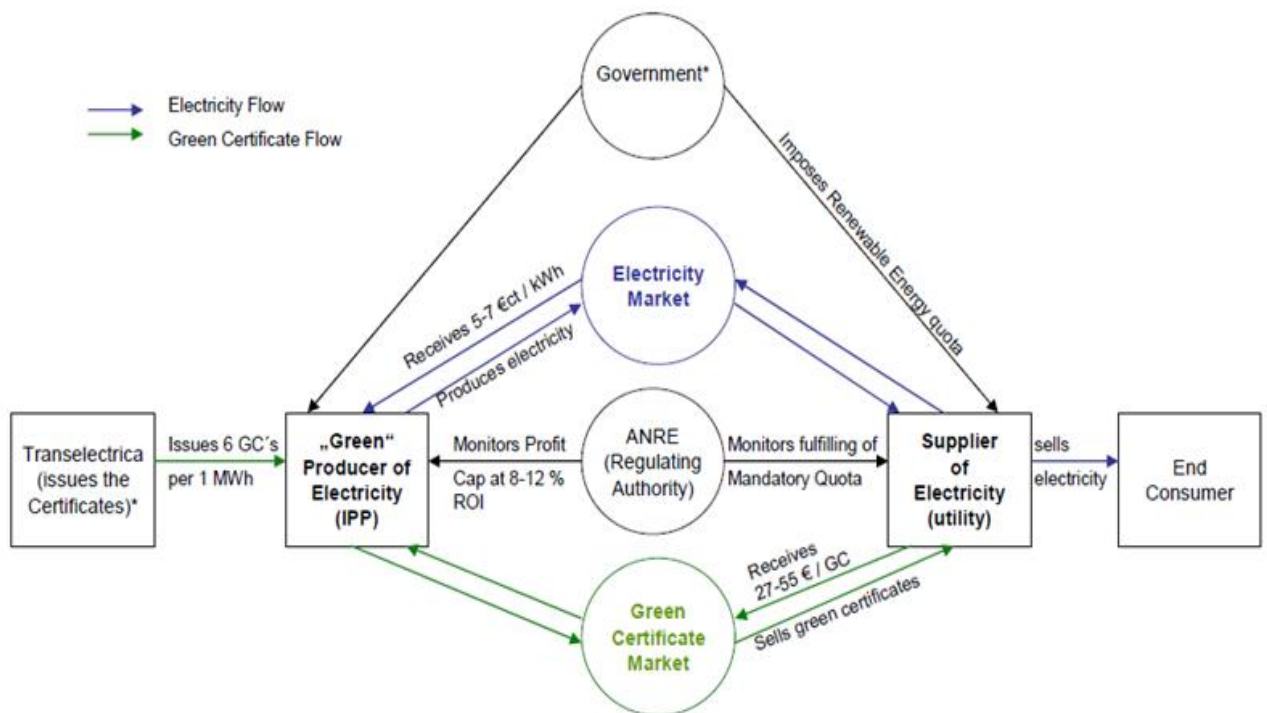 Government*
Electricity Flow
Green Certificate Flow
Imposes Renewable Energy quota
Electricity
Market
Receives 5-7 €ct / kWh
Produces electricity
Transelectrica
(issues the
Certificates)*
Issues 6 GC´s
per 1 MWh
„Green“
Producer of
Electricity
(IPP)
Monitors Profit
Cap at 8-12 %
ROI
ANRE
(Regulating
Authority)
Monitors fulfilling of
Mandatory Quota
Supplier
of
Electricity
(utility)
sells
electricity
End
Consumer
Receives
27-55 € / GC
Sells green certificates
Green
Certificate
Market